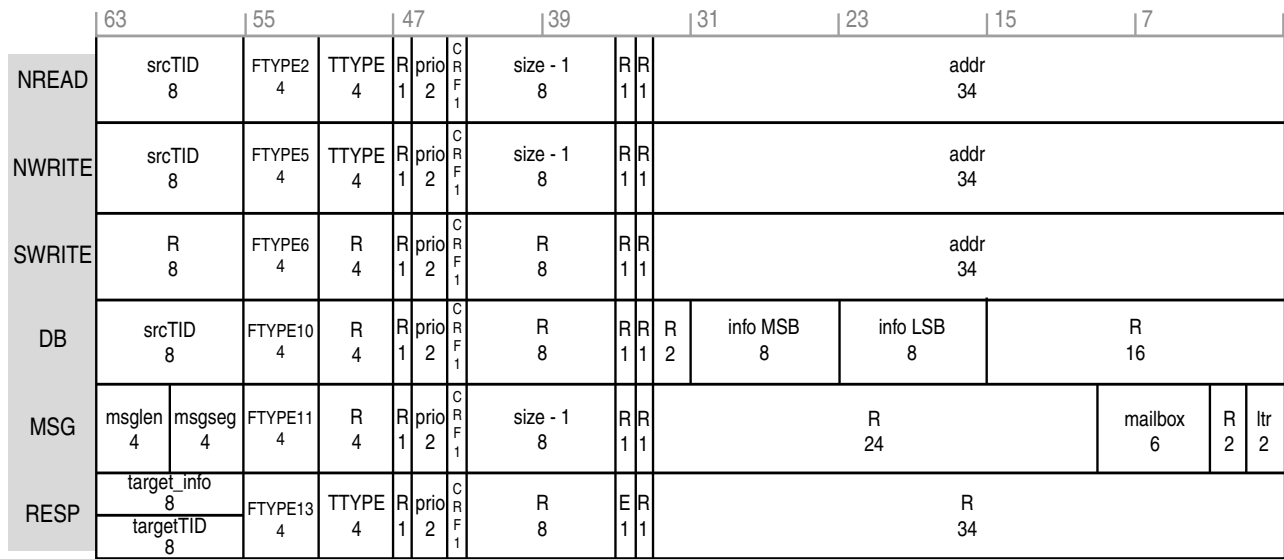 63 55 47 39 31 23 15 7
NREAD srcTID 8 FTYPE2 4 TTYPE 4 R 1 prio 2 CRF 1 size - 1 8 R 1 R 1 addr 34
NWRITE srcTID 8 FTYPE5 4 TTYPE 4 R 1 prio 2 CRF 1 size - 1 8 R 1 R 1 addr 34
SWRITE R 8 FTYPE6 4 R 4 R 1 prio 2 CRF 1 R 8 R 1 R 1 addr 34
DB srcTID 8 FTYPE10 4 R 4 R 1 prio 2 CRF 1 R 8 R 1 R 1 R 2 info MSB 8 info LSB 8 R 16
MSG msglen 4 msgseg 4 FTYPE11 4 R 4 R 1 prio 2 CRF 1 size - 1 8 R 1 R 1 R 24 mailbox 6 R 2 ltr 2
RESP target_info 8 targetTID 8 FTYPE13 4 TTYPE 4 R 1 prio 2 CRF 1 R 8 E 1 R 1 R 34